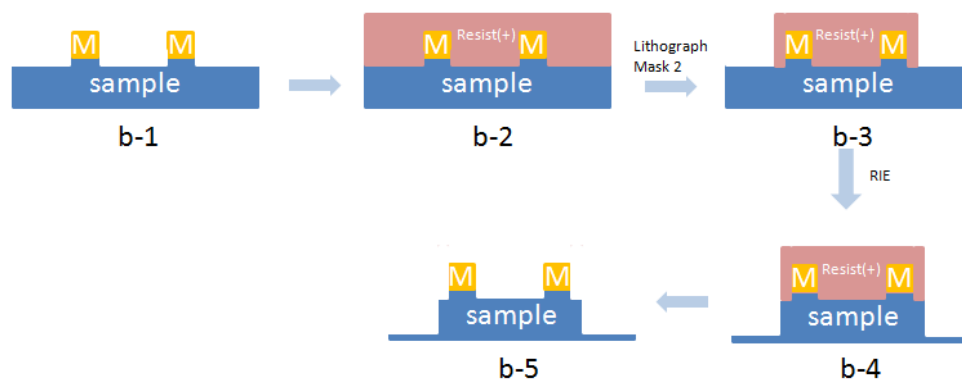 M M
sample
b-1
M Resist(+) M
sample
b-2
Lithograph
Mask 2
M Resist(+) M
sample
b-3
RIE
M Resist(+) M
sample
b-4
M M
sample
b-5